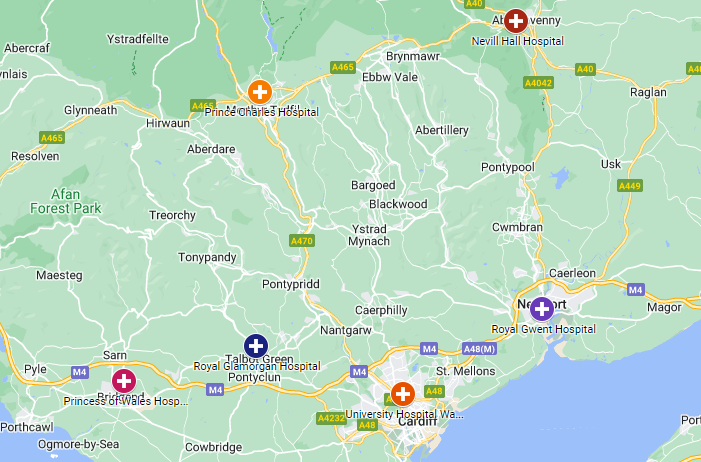 A40
Abercraf
Ystradfellte
Nevill Hall Hospital
Brynmawr
A465
Ebbw Vale
A40
A4042
Raglan
Glynneath
A465
Prince Charles Hospital
Hirwaun
Abertillery
A465
Resolven
Aberdare
Pontypool
Usk
Afan
Forest Park
Bargoed
A449
Blackwood
Treorchy
Ystrad
Mynach
Cwmbran
A470
Tonypandy
Maesteg
Pontypridd
Caerleon
M4
Caerphilly
Magor
Royal Gwent Hospital
Nantgarw
M4
A48(M)
Sarn
Talbot Green
Royal Glamorgan Hospital
Pyle
M4
Pontyclun
M4
St. Mellons
M4
A48
Princess of Wales Hosp...
University Hospital Wa...
Porthcawl
A4232
A48
Cardiff
Ogmore-by-Sea
Cowbridge